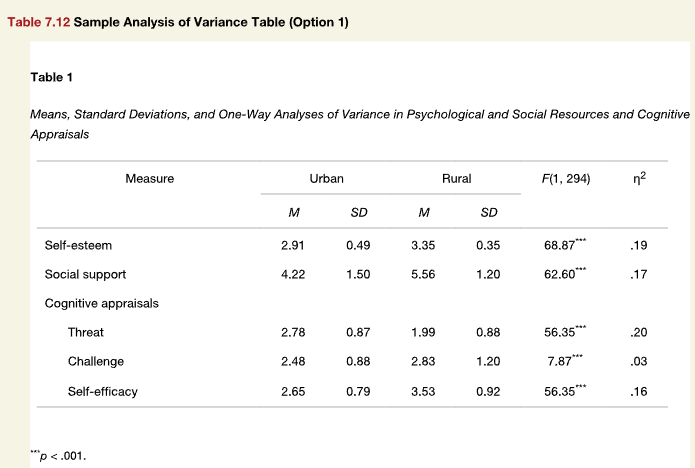 Table 7.12 Sample Analysis of Variance Table (Option 1)
Table 1
Means, Standard Deviations, and One-Way Analyses of Variance in Psychological and Social Resources and Cognitive
Appraisals
Measure Urban Rural F(1, 294) η²
M SD M SD
Self-esteem 2.91 0.49 3.35 0.35 68.87*** .19
Social support 4.22 1.50 5.56 1.20 62.60*** .17
Cognitive appraisals
Threat 2.78 0.87 1.99 0.88 56.35*** .20
Challenge 2.48 0.88 2.83 1.20 7.87*** .03
Self-efficacy 2.65 0.79 3.53 0.92 56.35*** .16
***p < .001.